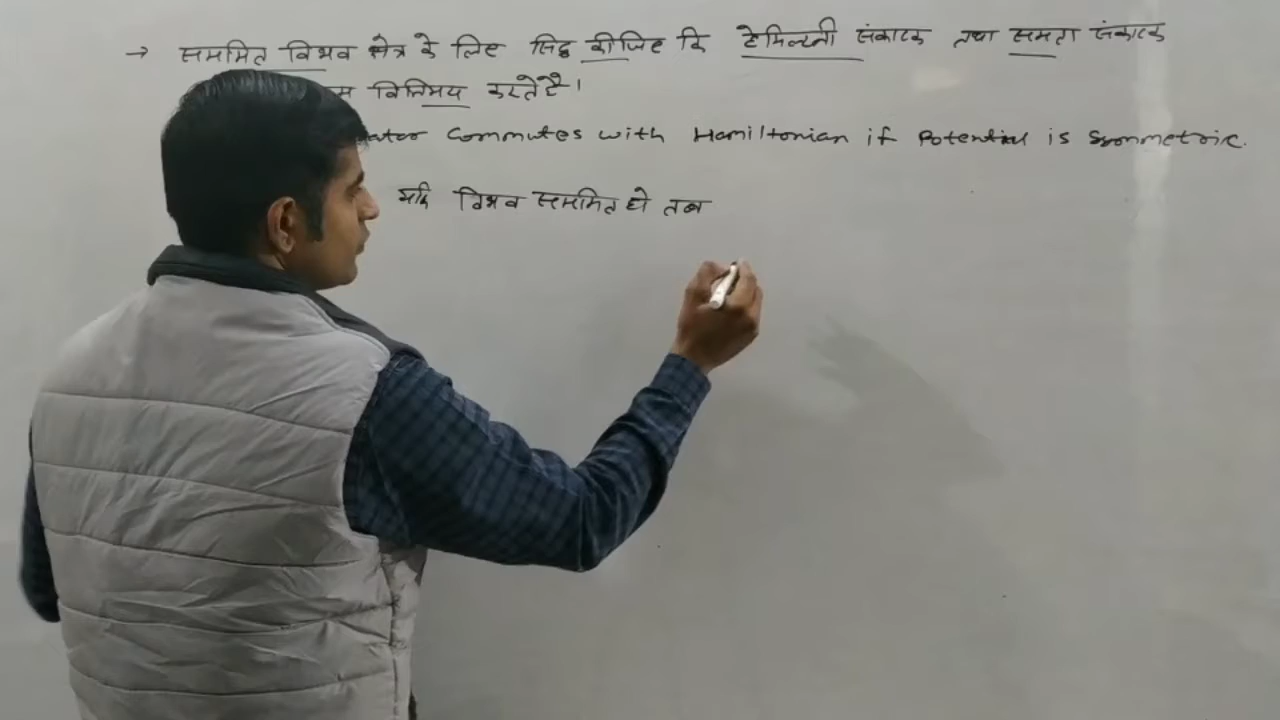 → सममित विभव क्षेत्र के लिए सिद्ध कीजिए कि हेमिल्टनी संकारक तथा समता संकारक
विनिमय करते है।
Commutes with Hamiltonian if Potential is Symmetric.
यदि विभव सममित हो तब